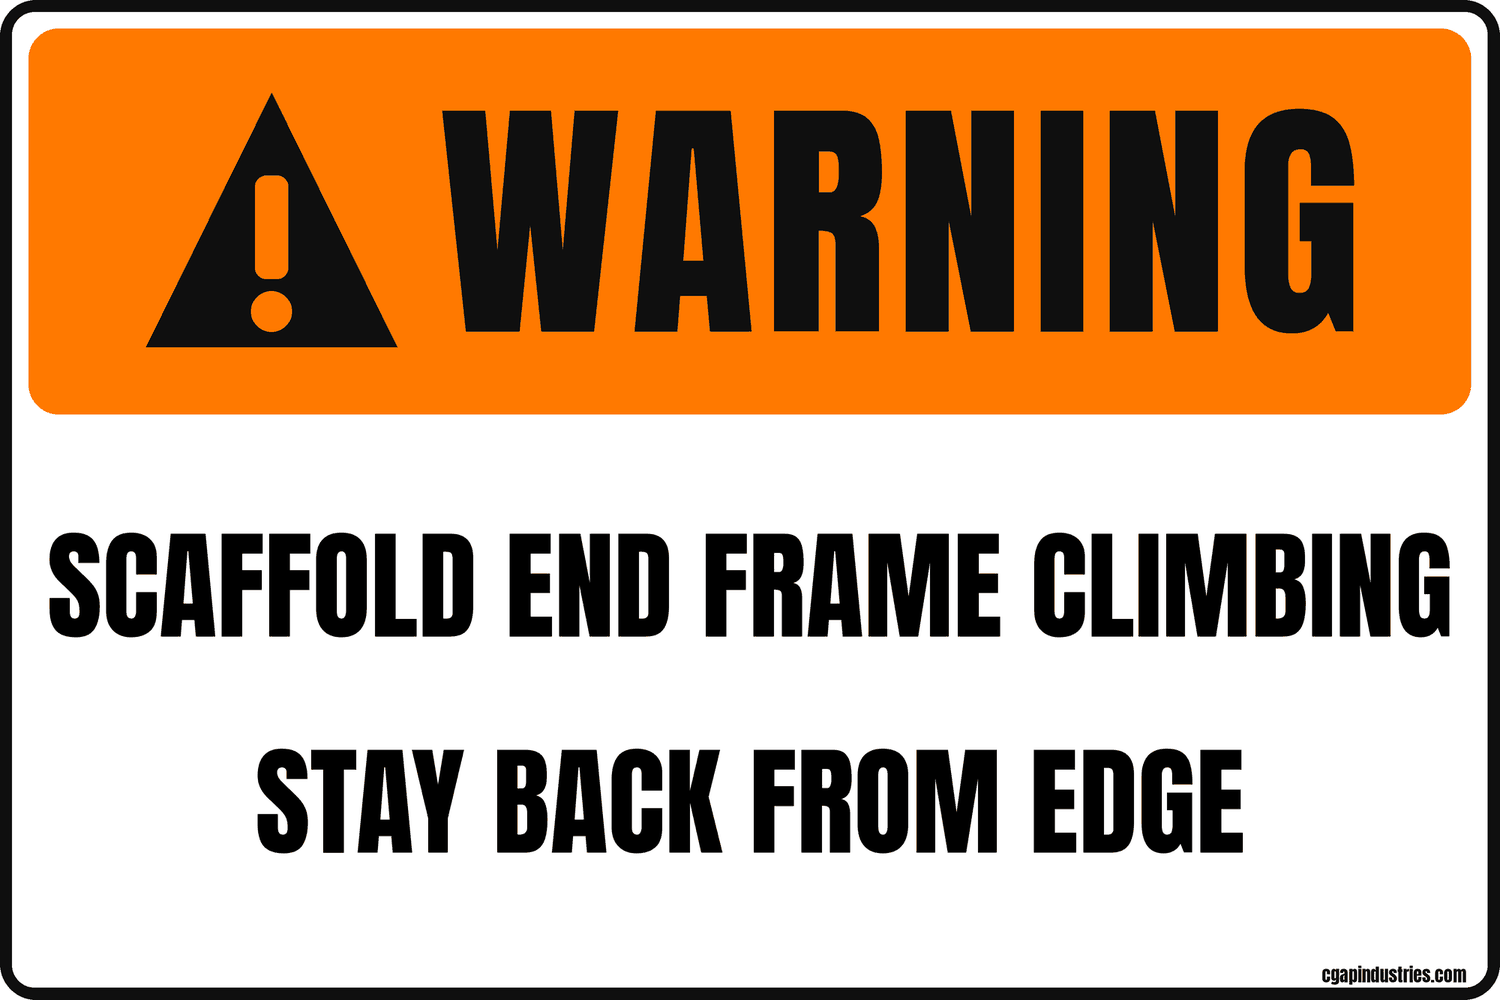 WARNING
SCAFFOLD END FRAME CLIMBING
STAY BACK FROM EDGE
cgapindustries.com